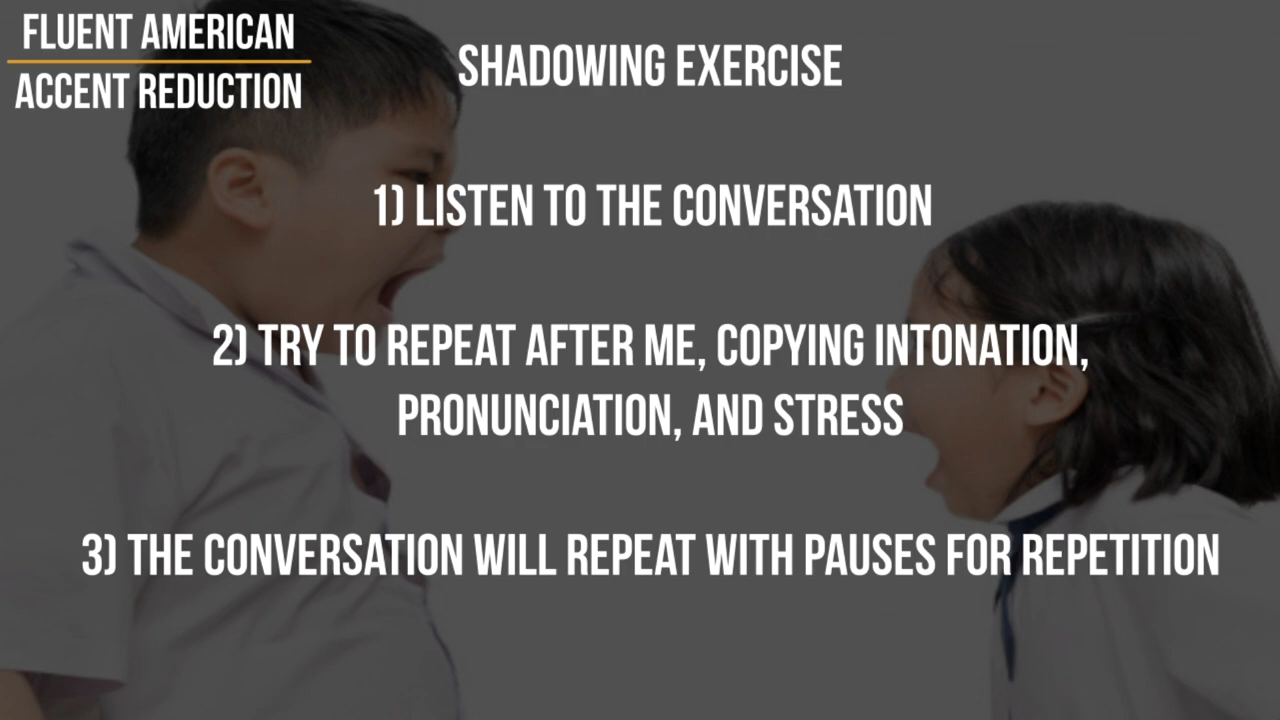 FLUENT AMERICAN
ACCENT REDUCTION
SHADOWING EXERCISE
1) LISTEN TO THE CONVERSATION
2) TRY TO REPEAT AFTER ME, COPYING INTONATION,
PRONUNCIATION, AND STRESS
3) THE CONVERSATION WILL REPEAT WITH PAUSES FOR REPETITION